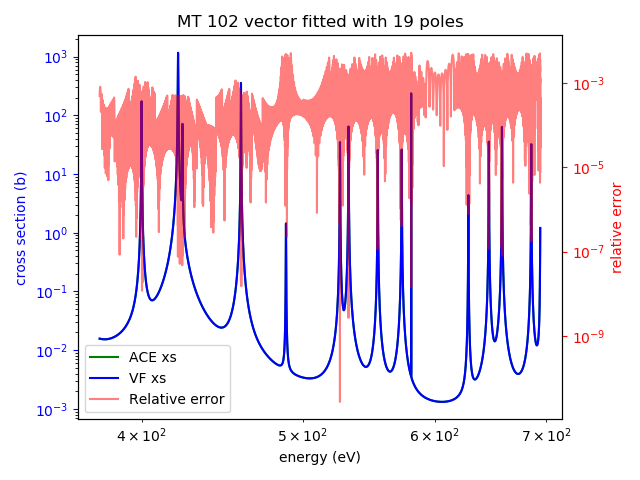 MT 102 vector fitted with 19 poles
cross section (b)
10³
10²
10¹
10⁰
10⁻¹
10⁻²
10⁻³
10⁻³
10⁻⁵
10⁻⁷
10⁻⁹
relative error
ACE xs
VF xs
Relative error
4 × 10²
5 × 10²
6 × 10²
7 × 10²
energy (eV)